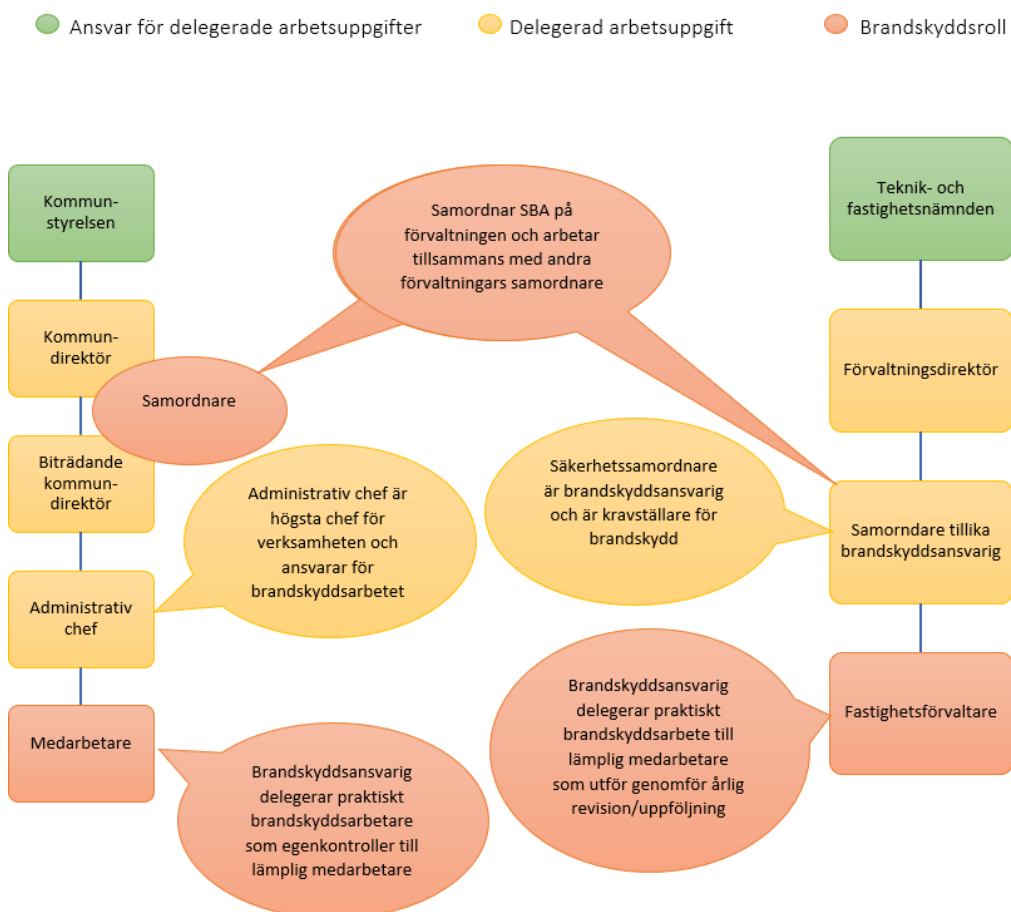 Ansvar för delegerade arbetsuppgifter
Delegerad arbetsuppgift
Brandskyddsroll
Kommun-
styrelsen
Kommun-
direktör
Samordnare
Biträdande
kommun-
direktör
Administrativ
chef
Medarbetare
Samordnar SBA på
förvaltningen och arbetar
tillsammans med andra
förvaltningars samordnare
Administrativ chef är
högsta chef för
verksamheten och
ansvarar för
brandskyddsarbetet
Brandskyddsansvarig
delegerar praktiskt
brandskyddsarbetare
som egenkontroller till
lämplig medarbetare
Teknik- och
fastighetsnämnden
Förvaltningsdirektör
Säkerhetssamordnare
är brandskyddsansvarig
och är kravställare för
brandskydd
Samorndare tillika
brandskyddsansvarig
Brandskyddsansvarig
delegerar praktiskt
brandskyddsarbete till
lämplig medarbetare
som utför genomför årlig
revision/uppföljning
Fastighetsförvaltare